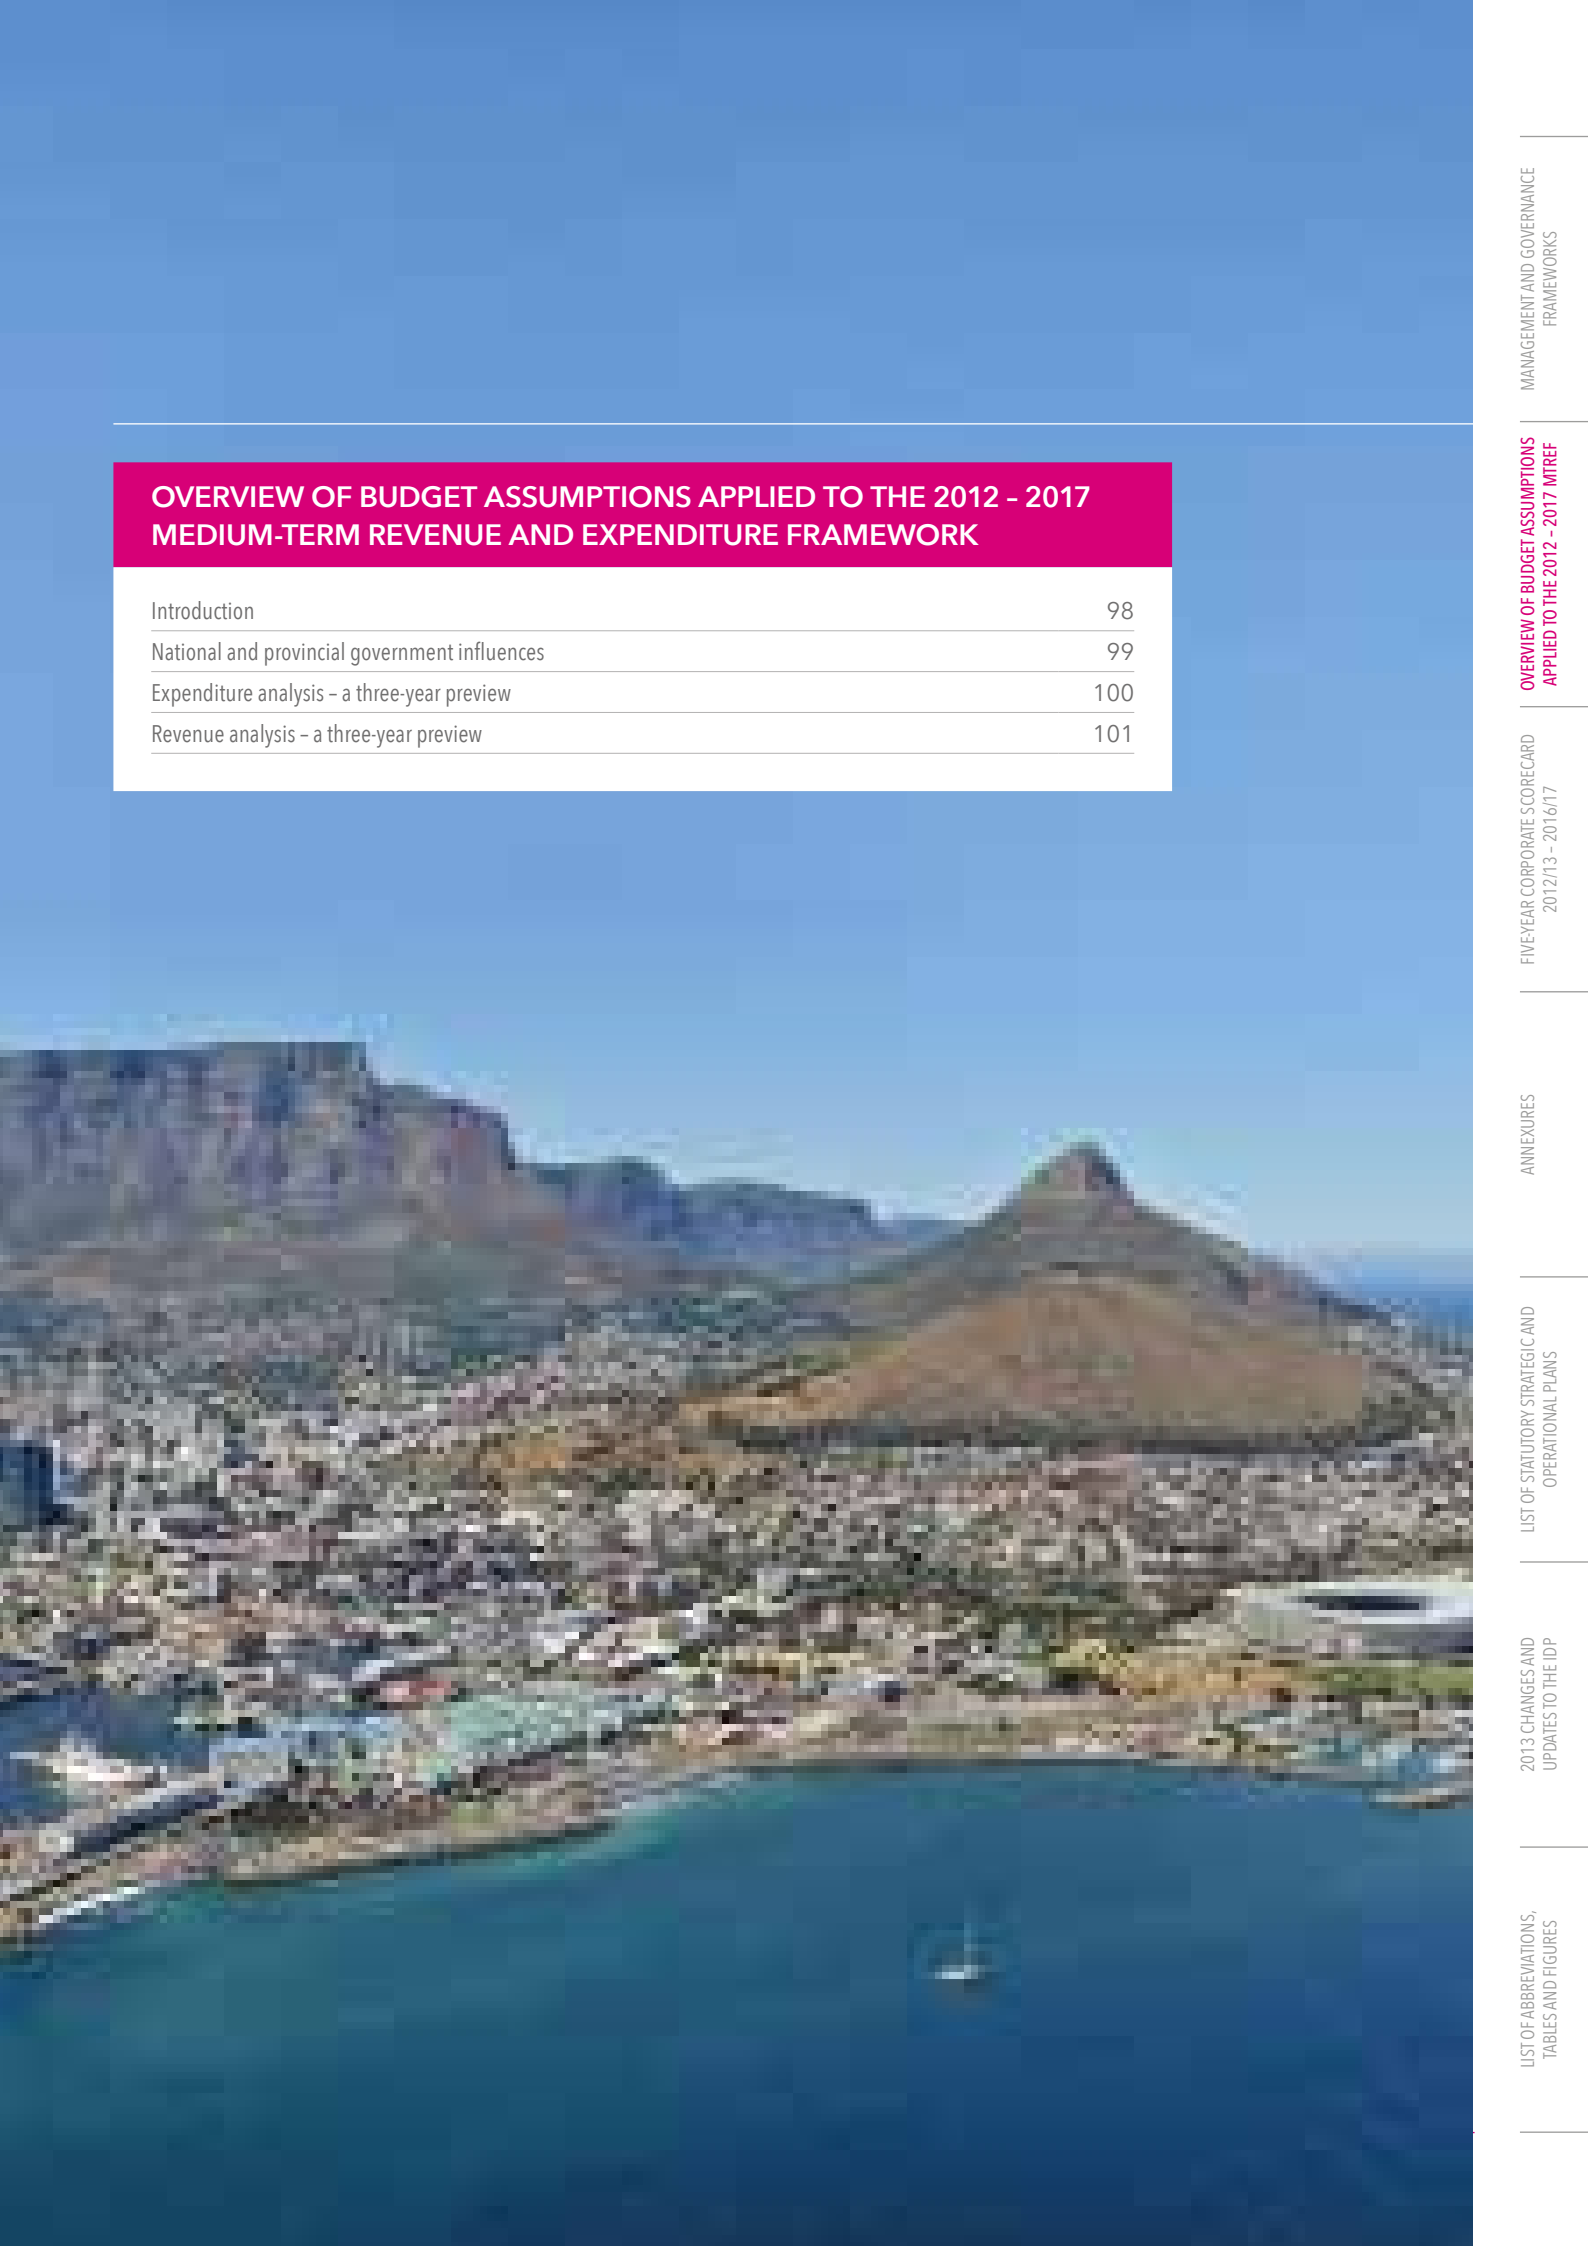 OVERVIEW OF BUDGET ASSUMPTIONS APPLIED TO THE 2012 – 2017
MEDIUM-TERM REVENUE AND EXPENDITURE FRAMEWORK
Introduction 98
National and provincial government influences 99
Expenditure analysis – a three-year preview 100
Revenue analysis – a three-year preview 101
MANAGEMENT AND GOVERNANCE
FRAMEWORKS
OVERVIEW OF BUDGET ASSUMPTIONS
APPLIED TO THE 2012 – 2017 MTREF
FIVE-YEAR CORPORATE SCORECARD
2012/13 – 2016/17
ANNEXURES
LIST OF STATUTORY STRATEGIC AND
OPERATIONAL PLANS
2013 CHANGES AND
UPDATES TO THE IDP
LIST OF ABBREVIATIONS,
TABLES AND FIGURES